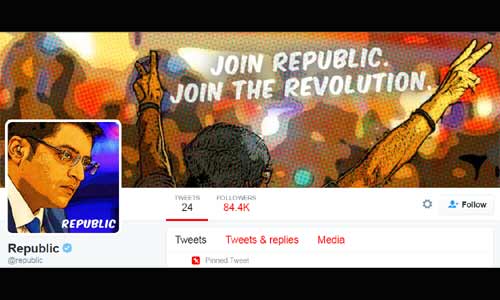 JOIN REPUBLIC.
JOIN THE REVOLUTION.
REPUBLIC
TWEETS
24
FOLLOWERS
84.4K
Follow
Republic
@republic
Tweets
Tweets & replies
Media
Pinned Tweet